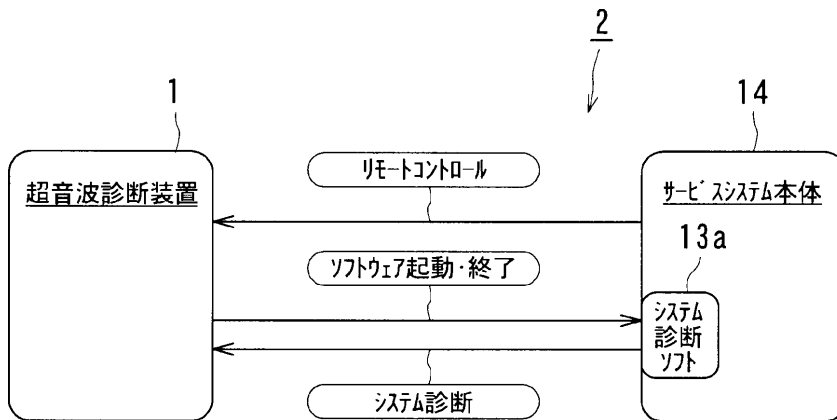 2
1
14
超音波診断装置
リモートコントロール
サービスシステム本体
13a
ソフトウェア起動・終了
システム
診断
ソフト
システム診断